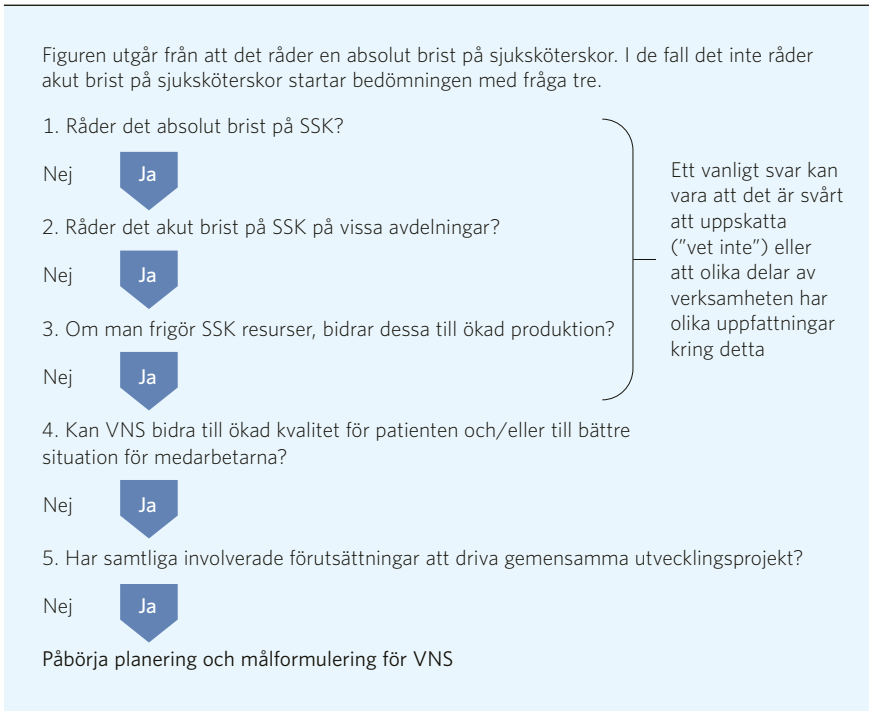 Figuren utgår från att det råder en absolut brist på sjuksköterskor. I de fall det inte råder
akut brist på sjuksköterskor startar bedömningen med fråga tre.
1. Råder det absolut brist på SSK?
Nej Ja
2. Råder det akut brist på SSK på vissa avdelningar?
Nej Ja
3. Om man frigör SSK resurser, bidrar dessa till ökad produktion?
Nej Ja
Ett vanligt svar kan
vara att det är svårt
att uppskatta
(”vet inte”) eller
att olika delar av
verksamheten har
olika uppfattningar
kring detta
4. Kan VNS bidra till ökad kvalitet för patienten och/eller till bättre
situation för medarbetarna?
Nej Ja
5. Har samtliga involverade förutsättningar att driva gemensamma utvecklingsprojekt?
Nej Ja
Påbörja planering och målformulering för VNS